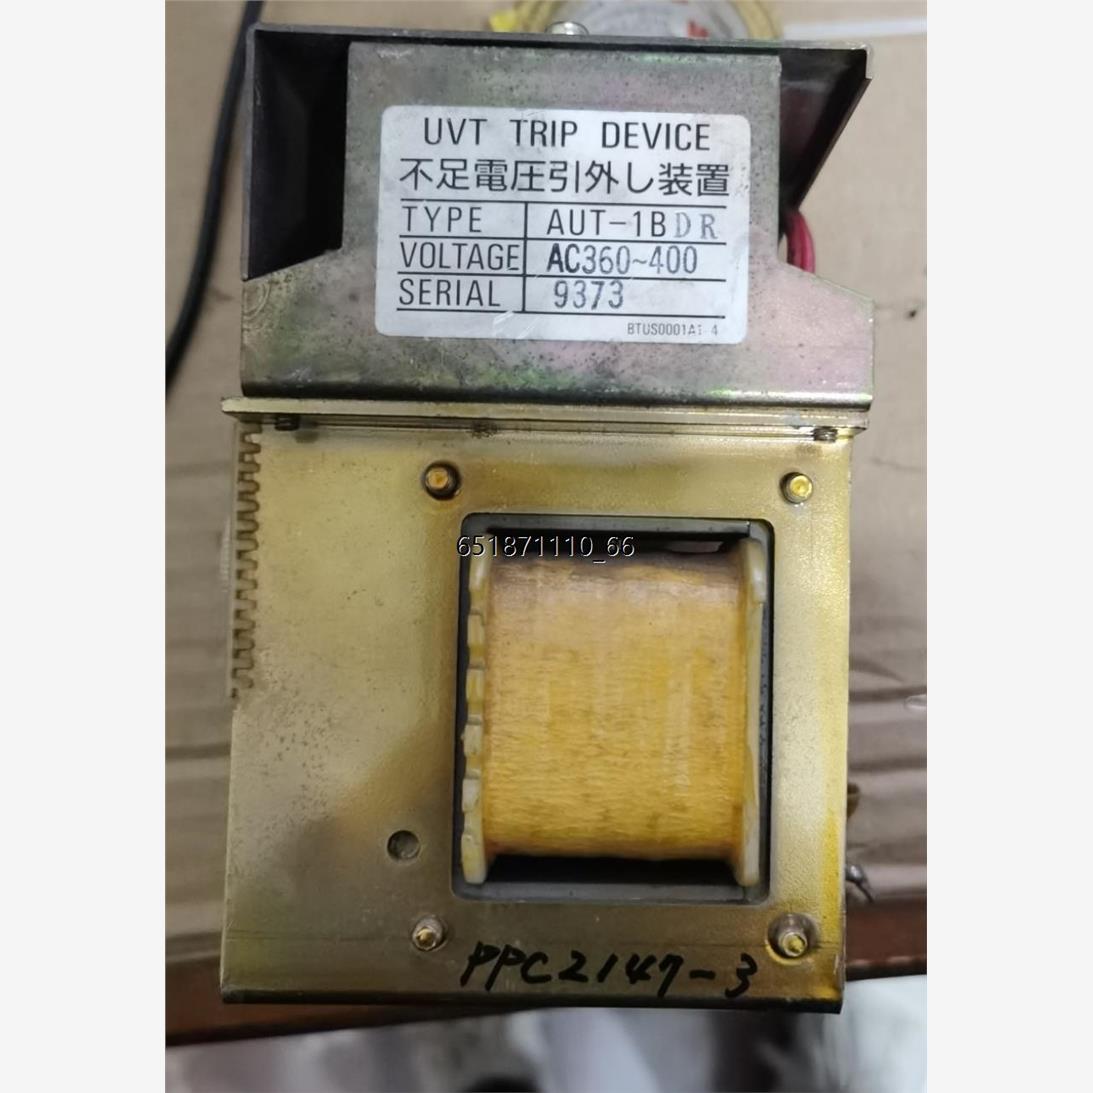 UVT TRIP DEVICE
不足電圧引外し装置
TYPE AUT-1BDR
VOLTAGE AC360~400
SERIAL 9373
BTUS0001A1-4
651871110_66
PPC2147-3